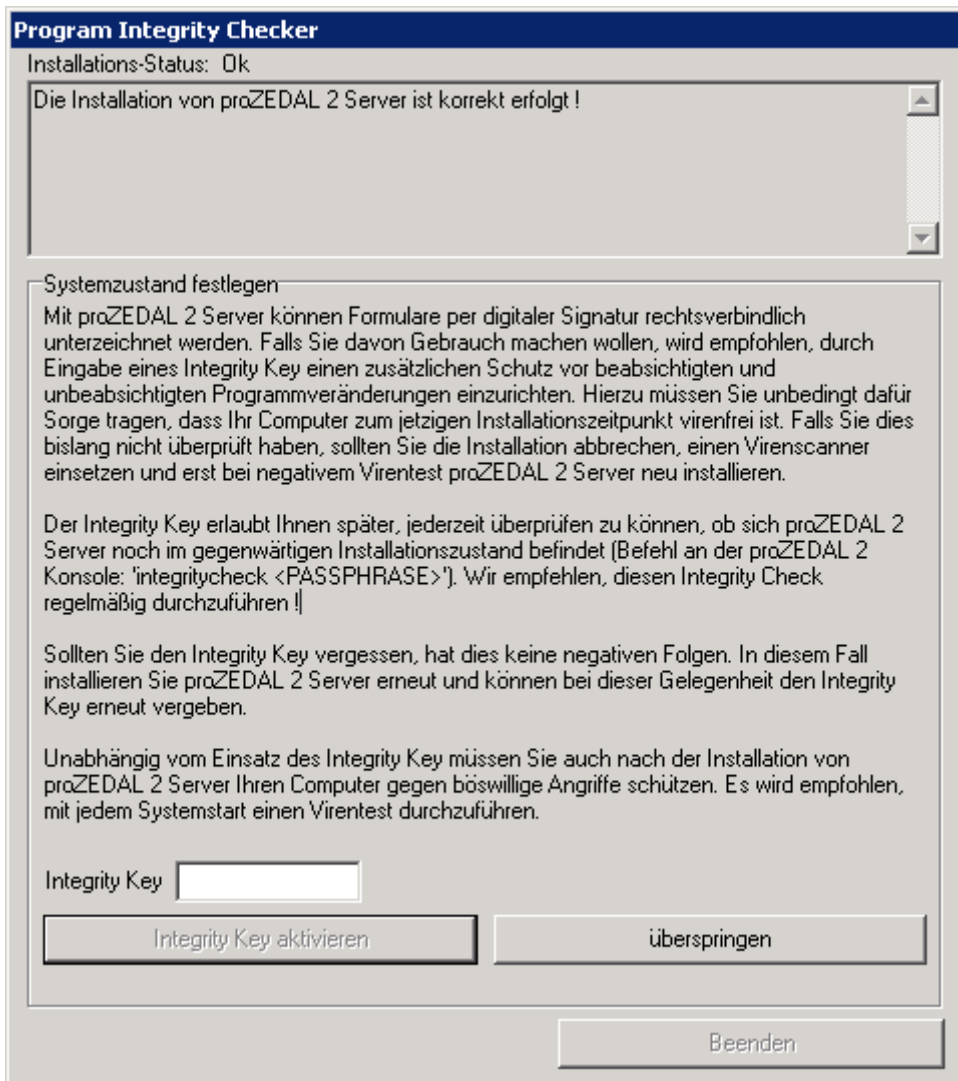 Program Integrity Checker
Installations-Status: Ok
Die Installation von proZEDAL 2 Server ist korrekt erfolgt !
Systemzustand festlegen
Mit proZEDAL 2 Server können Formulare per digitaler Signatur rechtsverbindlich
unterzeichnet werden. Falls Sie davon Gebrauch machen wollen, wird empfohlen, durch
Eingabe eines Integrity Key einen zusätzlichen Schutz vor beabsichtigten und
unbeabsichtigten Programmveränderungen einzurichten. Hierzu müssen Sie unbedingt dafür
Sorge tragen, dass Ihr Computer zum jetzigen Installationszeitpunkt virenfrei ist. Falls Sie dies
bislang nicht überprüft haben, sollten Sie die Installation abbrechen, einen Virenscanner
einsetzen und erst bei negativem Virentest proZEDAL 2 Server neu installieren.
Der Integrity Key erlaubt Ihnen später, jederzeit überprüfen zu können, ob sich proZEDAL 2
Server noch im gegenwärtigen Installationszustand befindet (Befehl an der proZEDAL 2
Konsole: 'integritycheck <PASSPHRASE>'). Wir empfehlen, diesen Integrity Check
regelmäßig durchzuführen !
Sollten Sie den Integrity Key vergessen, hat dies keine negativen Folgen. In diesem Fall
installieren Sie proZEDAL 2 Server erneut und können bei dieser Gelegenheit den Integrity
Key erneut vergeben.
Unabhängig vom Einsatz des Integrity Key müssen Sie auch nach der Installation von
proZEDAL 2 Server Ihren Computer gegen böswillige Angriffe schützen. Es wird empfohlen,
mit jedem Systemstart einen Virentest durchzuführen.
Integrity Key
Integrity Key aktivieren
überspringen
Beenden